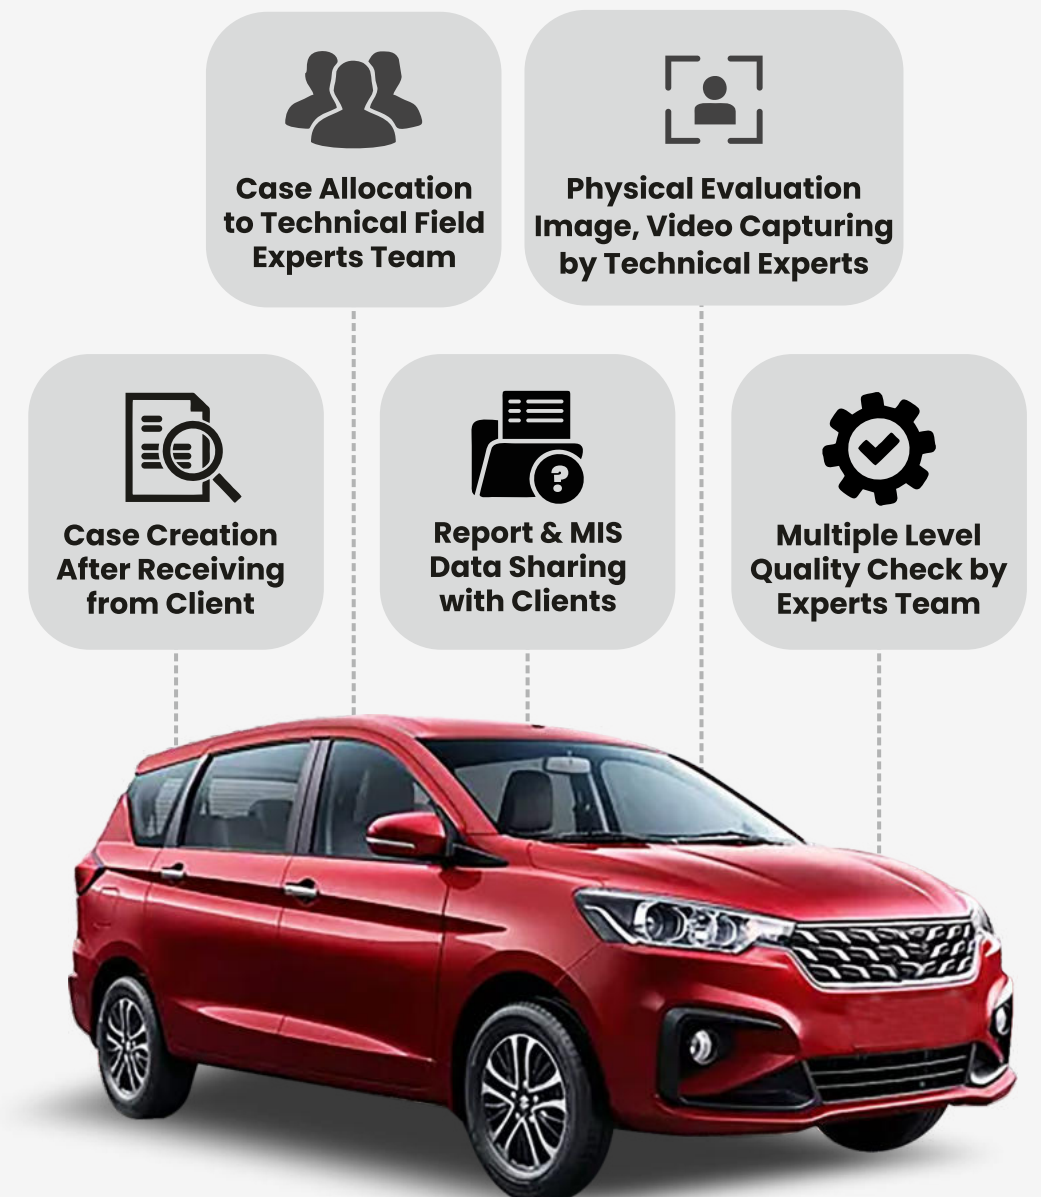 Case Allocation
to Technical Field
Experts Team
Physical Evaluation
Image, Video Capturing
by Technical Experts
Case Creation
After Receiving
from Client
Report & MIS
Data Sharing
with Clients
Multiple Level
Quality Check by
Experts Team